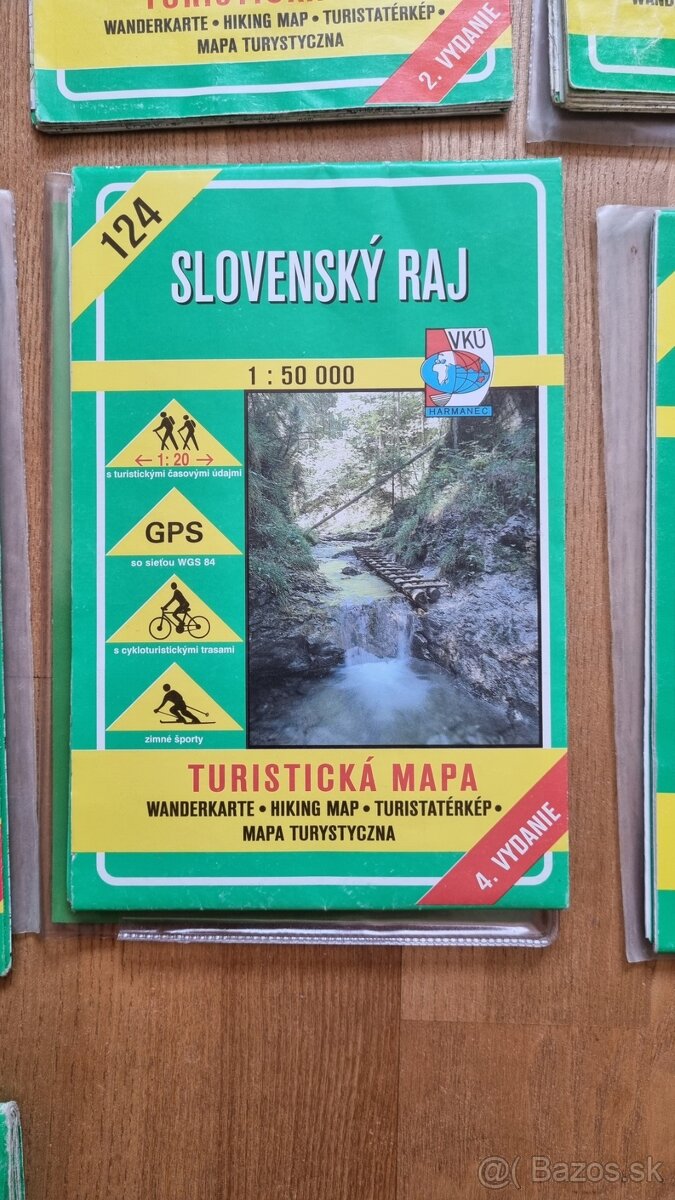 WANDERKARTE • HIKING MAP • TURISTATÉRKÉP •
MAPA TURYSTYCZNA
2. VYDANIE
124
SLOVENSKÝ RAJ
1 : 50 000
VKÚ
HARMANEC
← 1: 20 →
s turistickými časovými údajmi
GPS
so sieťou WGS 84
s cykloturistickými trasami
zimné športy
TURISTICKÁ MAPA
WANDERKARTE • HIKING MAP • TURISTATÉRKÉP •
MAPA TURYSTYCZNA
4. VYDANIE
@( Bazos.sk